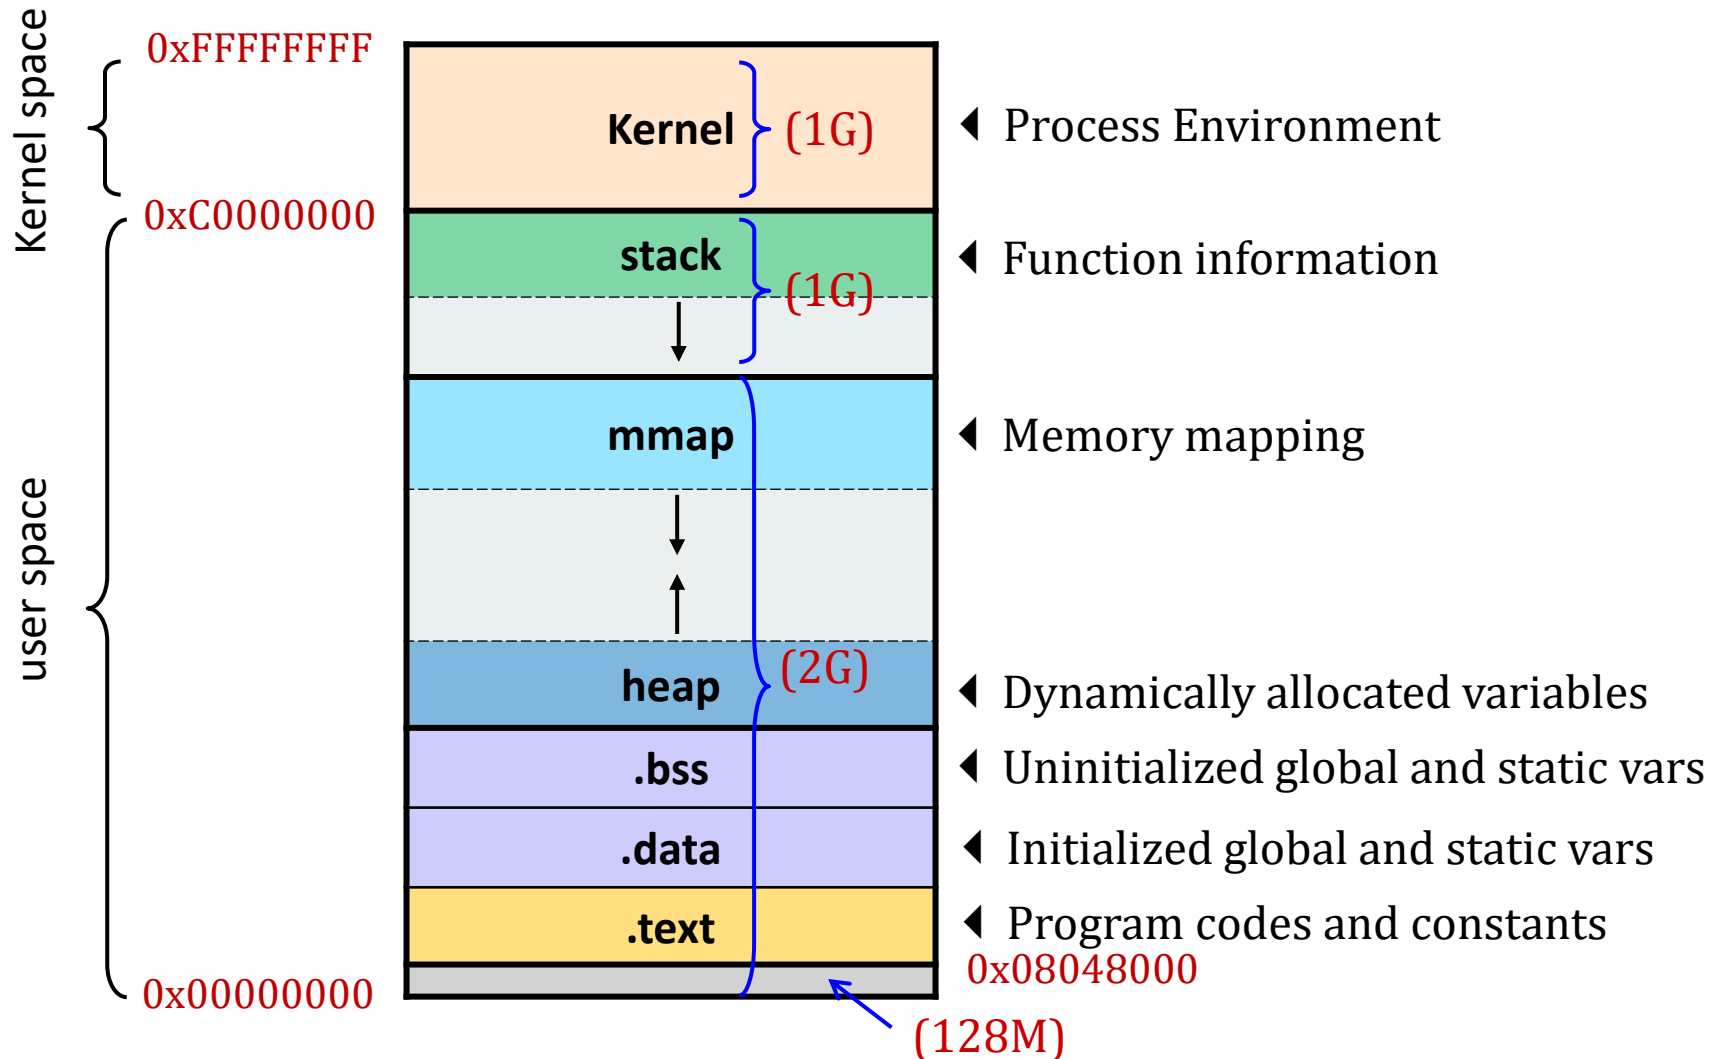 Kernel space
0xFFFFFFFF
Kernel
(1G)
Process Environment
0xC0000000
stack
(1G)
Function information
mmap
Memory mapping
user space
heap
(2G)
Dynamically allocated variables
.bss
Uninitialized global and static vars
.data
Initialized global and static vars
.text
Program codes and constants
0x08048000
0x00000000
(128M)